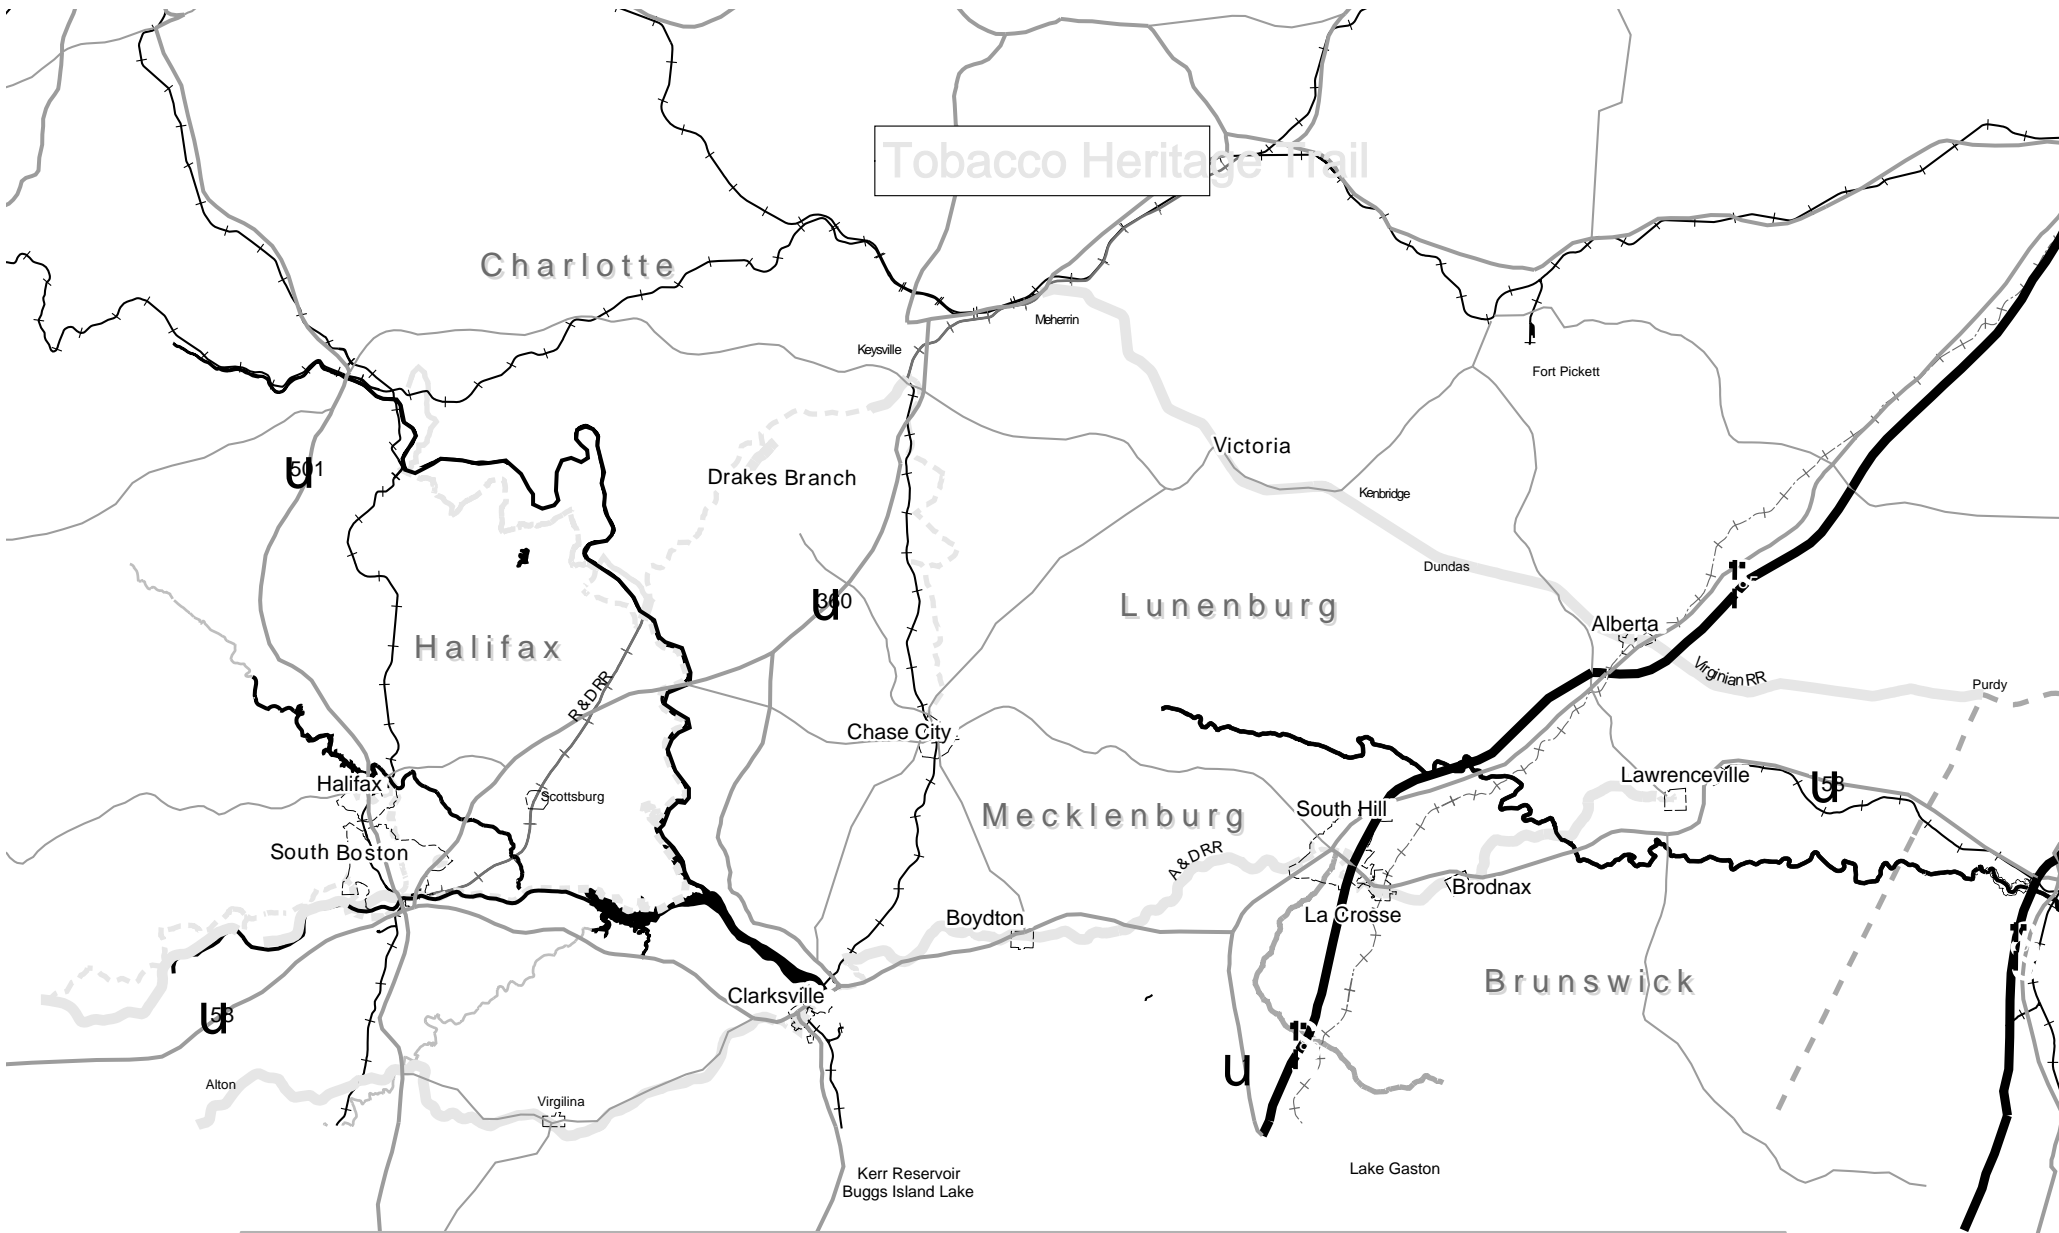 Tobacco Heritage Trail
Charlotte
Meherrin
Keysville
Fort Pickett
Victoria
501
u
Drakes Branch
Kenbridge
Dundas
360
u
Lunenburg
Alberta
Halifax
R & D RR
Virginian RR
Purdy
Chase City
Halifax
Scottsburg
Lawrenceville
58
u
South Hill
Mecklenburg
South Boston
A & D RR
Brodnax
La Crosse
Boydton
Clarksville
Brunswick
58
u
u
Alton
Virgilina
Lake Gaston
Kerr Reservoir
Buggs Island Lake